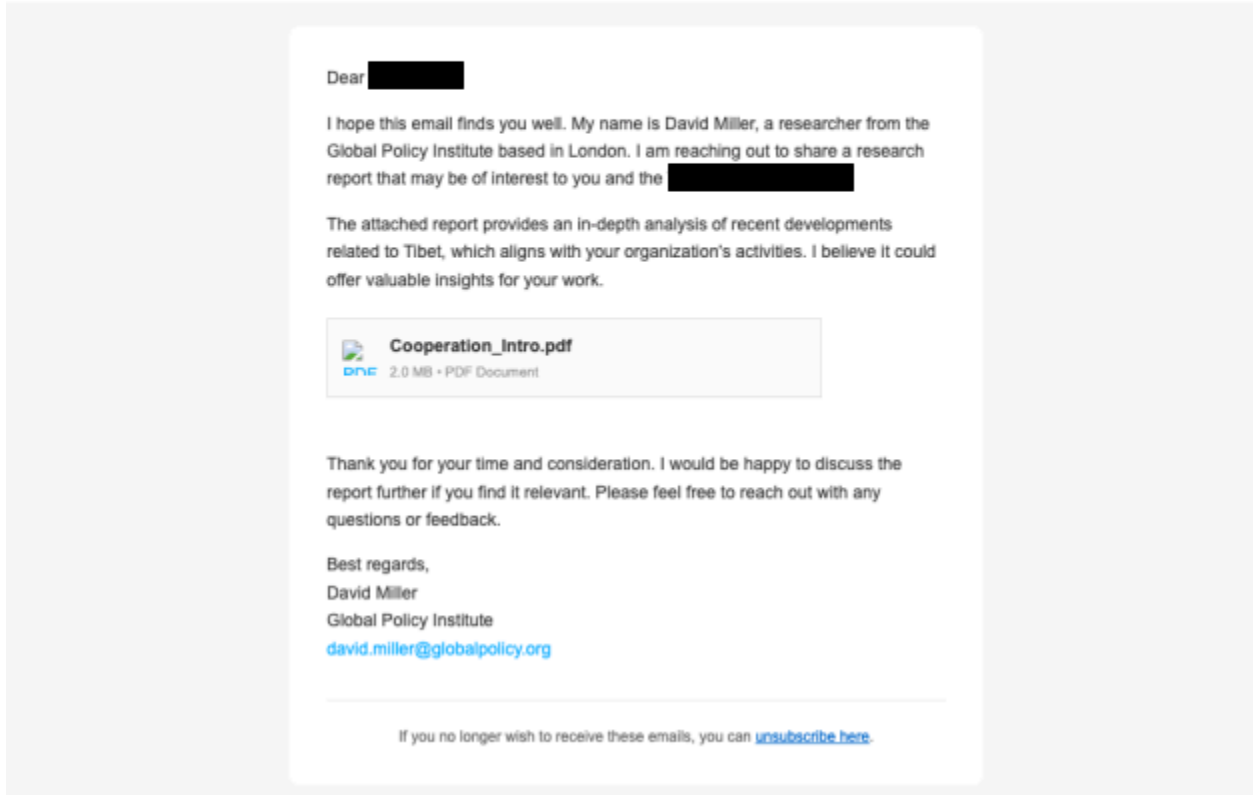 Dear
I hope this email finds you well. My name is David Miller, a researcher from the
Global Policy Institute based in London. I am reaching out to share a research
report that may be of interest to you and the
The attached report provides an in-depth analysis of recent developments
related to Tibet, which aligns with your organization's activities. I believe it could
offer valuable insights for your work.
Cooperation_Intro.pdf
PDF 2.0 MB • PDF Document
Thank you for your time and consideration. I would be happy to discuss the
report further if you find it relevant. Please feel free to reach out with any
questions or feedback.
Best regards,
David Miller
Global Policy Institute
david.miller@globalpolicy.org
If you no longer wish to receive these emails, you can unsubscribe here.